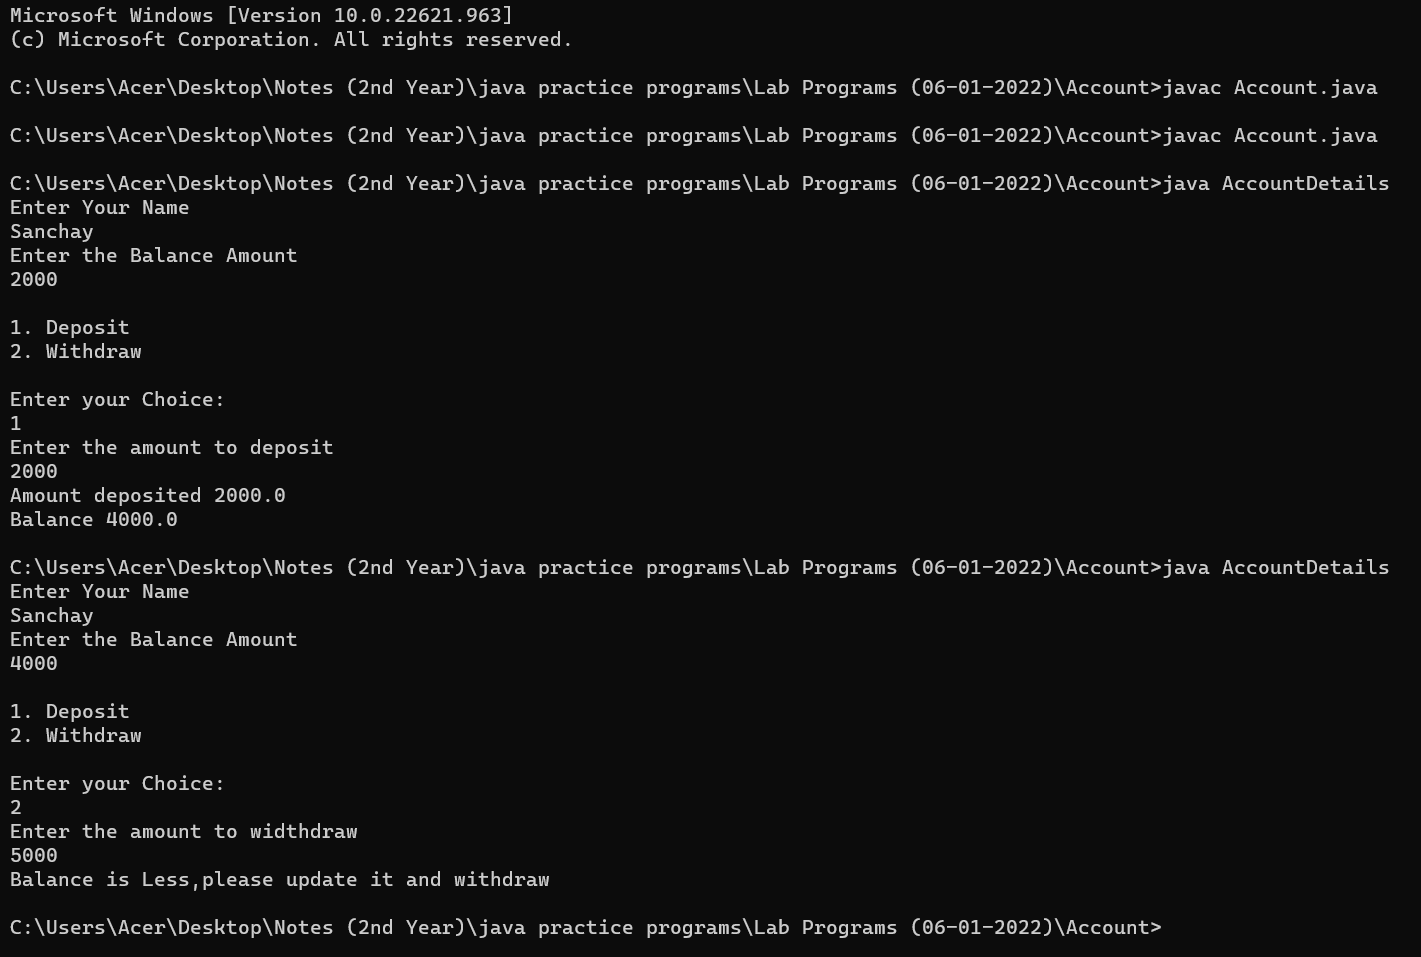 Microsoft Windows [Version 10.0.22621.963]
(c) Microsoft Corporation. All rights reserved.
C:\Users\Acer\Desktop\Notes (2nd Year)\java practice programs\Lab Programs (06-01-2022)\Account>javac Account.java
C:\Users\Acer\Desktop\Notes (2nd Year)\java practice programs\Lab Programs (06-01-2022)\Account>javac Account.java
C:\Users\Acer\Desktop\Notes (2nd Year)\java practice programs\Lab Programs (06-01-2022)\Account>java AccountDetails
Enter Your Name
Sanchay
Enter the Balance Amount
2000
1. Deposit
2. Withdraw
Enter your Choice:
1
Enter the amount to deposit
2000
Amount deposited 2000.0
Balance 4000.0
C:\Users\Acer\Desktop\Notes (2nd Year)\java practice programs\Lab Programs (06-01-2022)\Account>java AccountDetails
Enter Your Name
Sanchay
Enter the Balance Amount
4000
1. Deposit
2. Withdraw
Enter your Choice:
2
Enter the amount to widthdraw
5000
Balance is Less,please update it and withdraw
C:\Users\Acer\Desktop\Notes (2nd Year)\java practice programs\Lab Programs (06-01-2022)\Account>